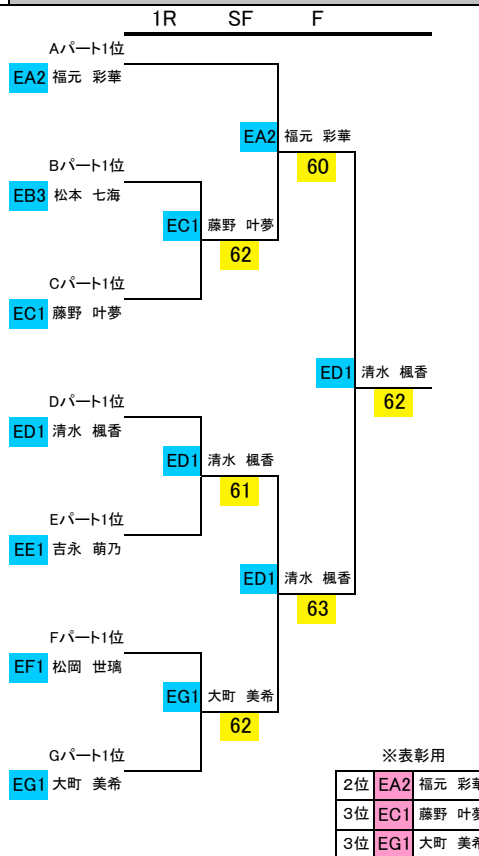 1R SF F
Aパート1位
EA2 福元 彩華
EA2 福元 彩華
60
Bパート1位
EB3 松本 七海
EC1 藤野 叶夢
62
Cパート1位
EC1 藤野 叶夢
ED1 清水 楓香
62
Dパート1位
ED1 清水 楓香
ED1 清水 楓香
61
Eパート1位
EE1 吉永 萌乃
ED1 清水 楓香
63
Fパート1位
EF1 松岡 世璃
EG1 大町 美希
62
Gパート1位
EG1 大町 美希
※表彰用
2位 EA2 福元 彩華
3位 EC1 藤野 叶夢
3位 EG1 大町 美希